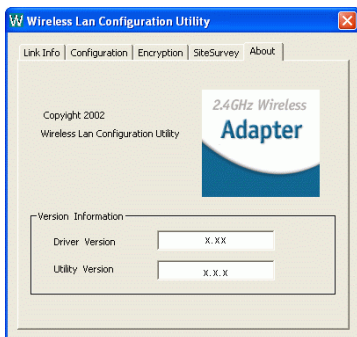 W Wireless Lan Configuration Utility
Link Info Configuration Encryption SiteSurvey About
Copyright 2002
Wireless Lan Configuration Utility
2.4GHz Wireless
Adapter
Version Information
Driver Version x.xx
Utility Version x.x.x